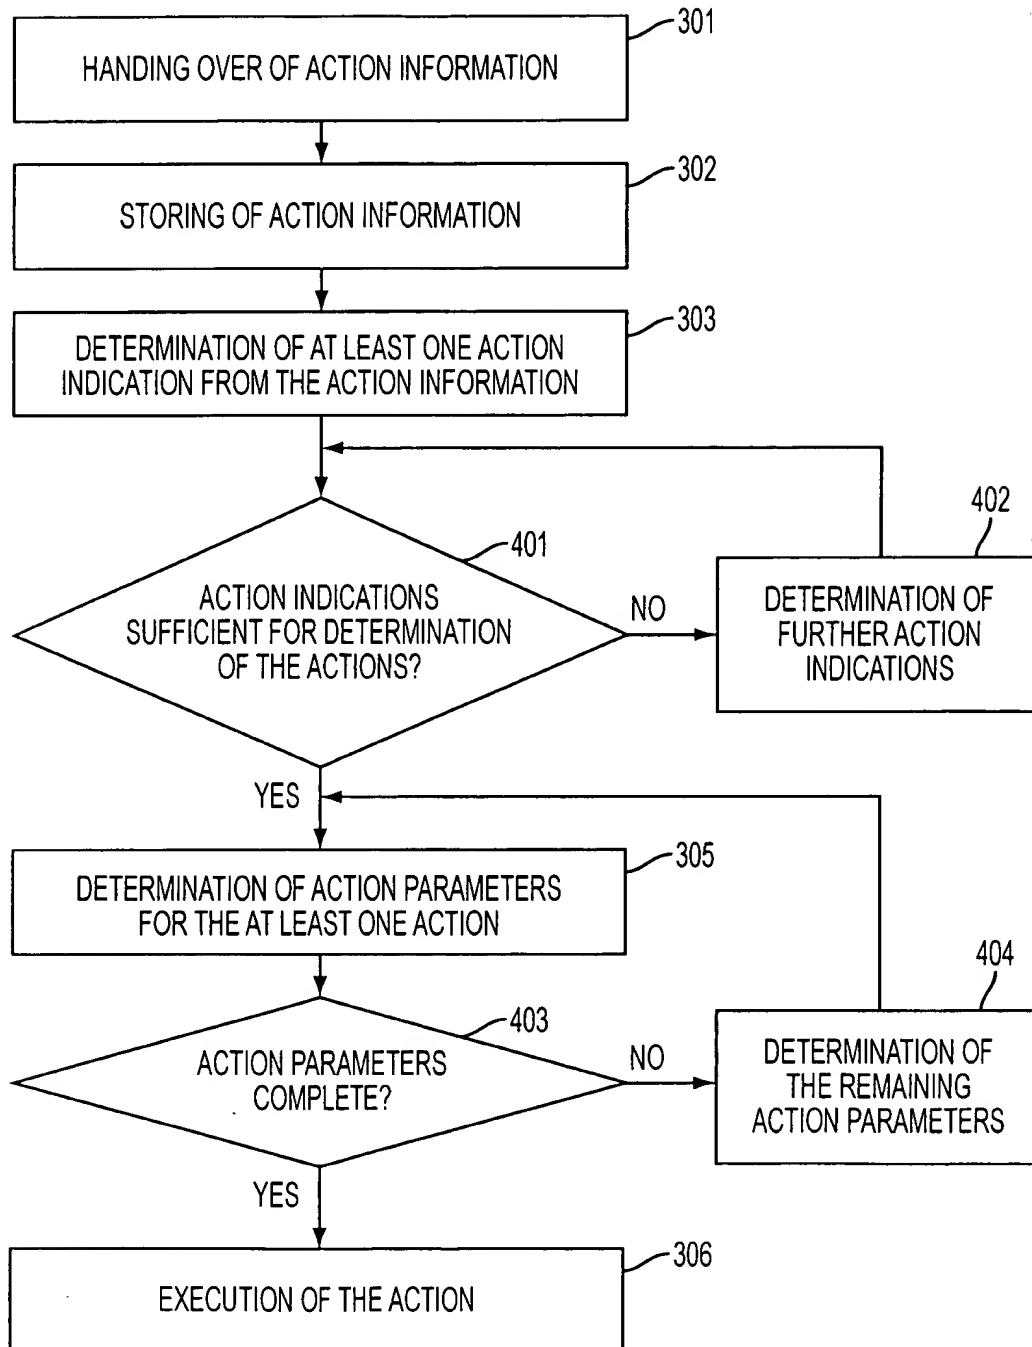 301
HANDING OVER OF ACTION INFORMATION
302
STORING OF ACTION INFORMATION
303
DETERMINATION OF AT LEAST ONE ACTION
INDICATION FROM THE ACTION INFORMATION
401
ACTION INDICATIONS
SUFFICIENT FOR DETERMINATION
OF THE ACTIONS?
NO
402
DETERMINATION OF
FURTHER ACTION
INDICATIONS
YES
305
DETERMINATION OF ACTION PARAMETERS
FOR THE AT LEAST ONE ACTION
403
ACTION PARAMETERS
COMPLETE?
NO
404
DETERMINATION OF
THE REMAINING
ACTION PARAMETERS
YES
306
EXECUTION OF THE ACTION